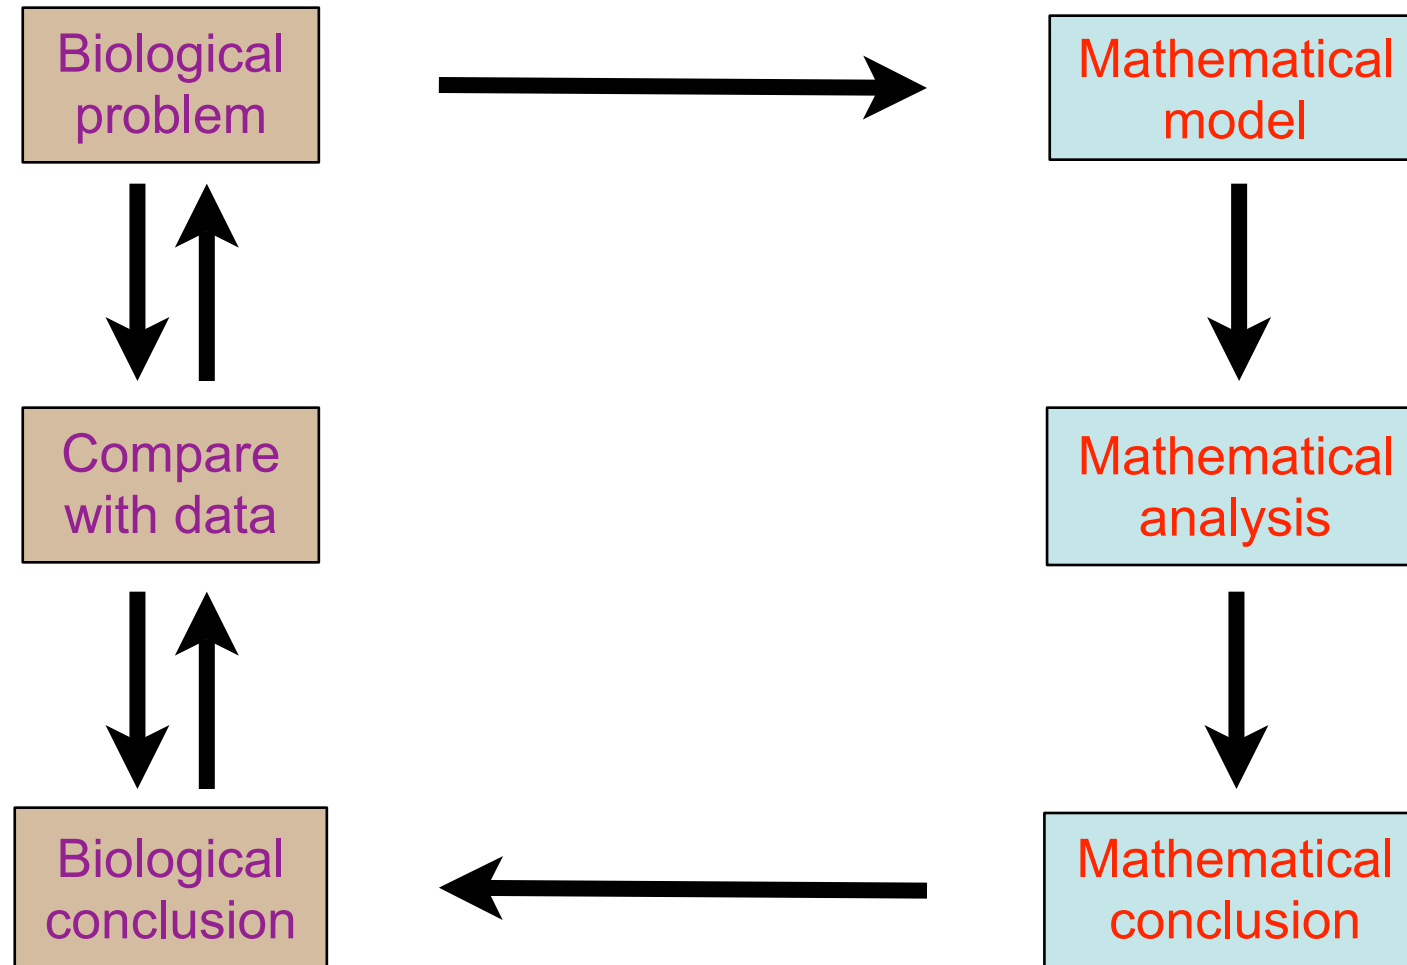 Biological
problem
Mathematical
model
Compare
with data
Mathematical
analysis
Biological
conclusion
Mathematical
conclusion